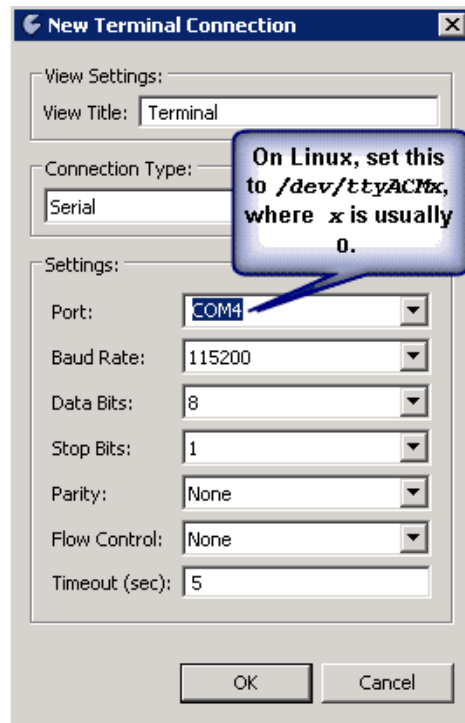 New Terminal Connection
View Settings:
View Title: Terminal
Connection Type:
Serial
On Linux, set this
to /dev/ttyACMx,
where x is usually
0.
Settings:
Port: COM4
Baud Rate: 115200
Data Bits: 8
Stop Bits: 1
Parity: None
Flow Control: None
Timeout (sec): 5
OK Cancel